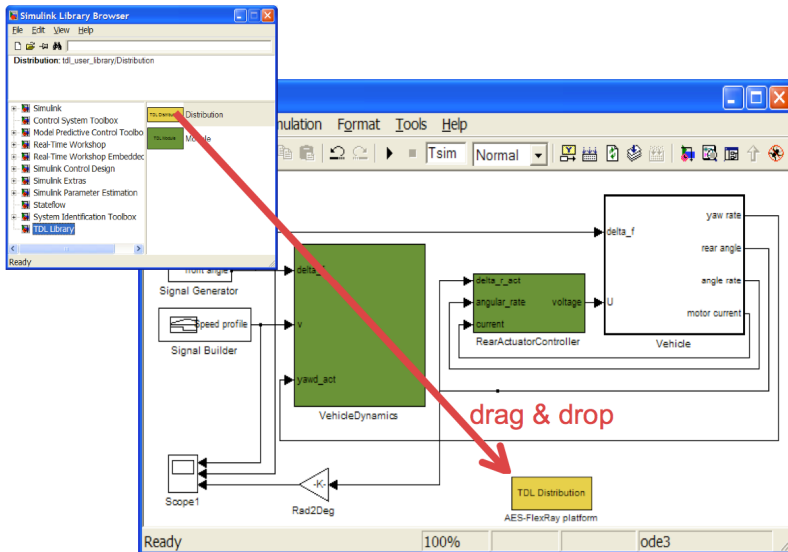 Simulink Library Browser
File Edit View Help
Distribution: tdl_user_library/Distribution
Simulink
Control System Toolbox
Model Predictive Control Toolbo
Real-Time Workshop
Real-Time Workshop Embeddec
Simulink Control Design
Simulink Extras
Simulink Parameter Estimation
Stateflow
System Identification Toolbox
TDL Library
Distribution
Module
Ready
mulation Format Tools Help
Tsim Normal
front angle
Signal Generator
Speed profile
Signal Builder
delta_f
v
yawd_act
VehicleDynamics
delta_r_act
angular_rate voltage
current
RearActuatorController
delta_f
U
yaw rate
rear angle
angle rate
motor current
Vehicle
drag & drop
Scope1
-K-
Rad2Deg
TDL Distribution
AES-FlexRay platform
Ready 100% ode3